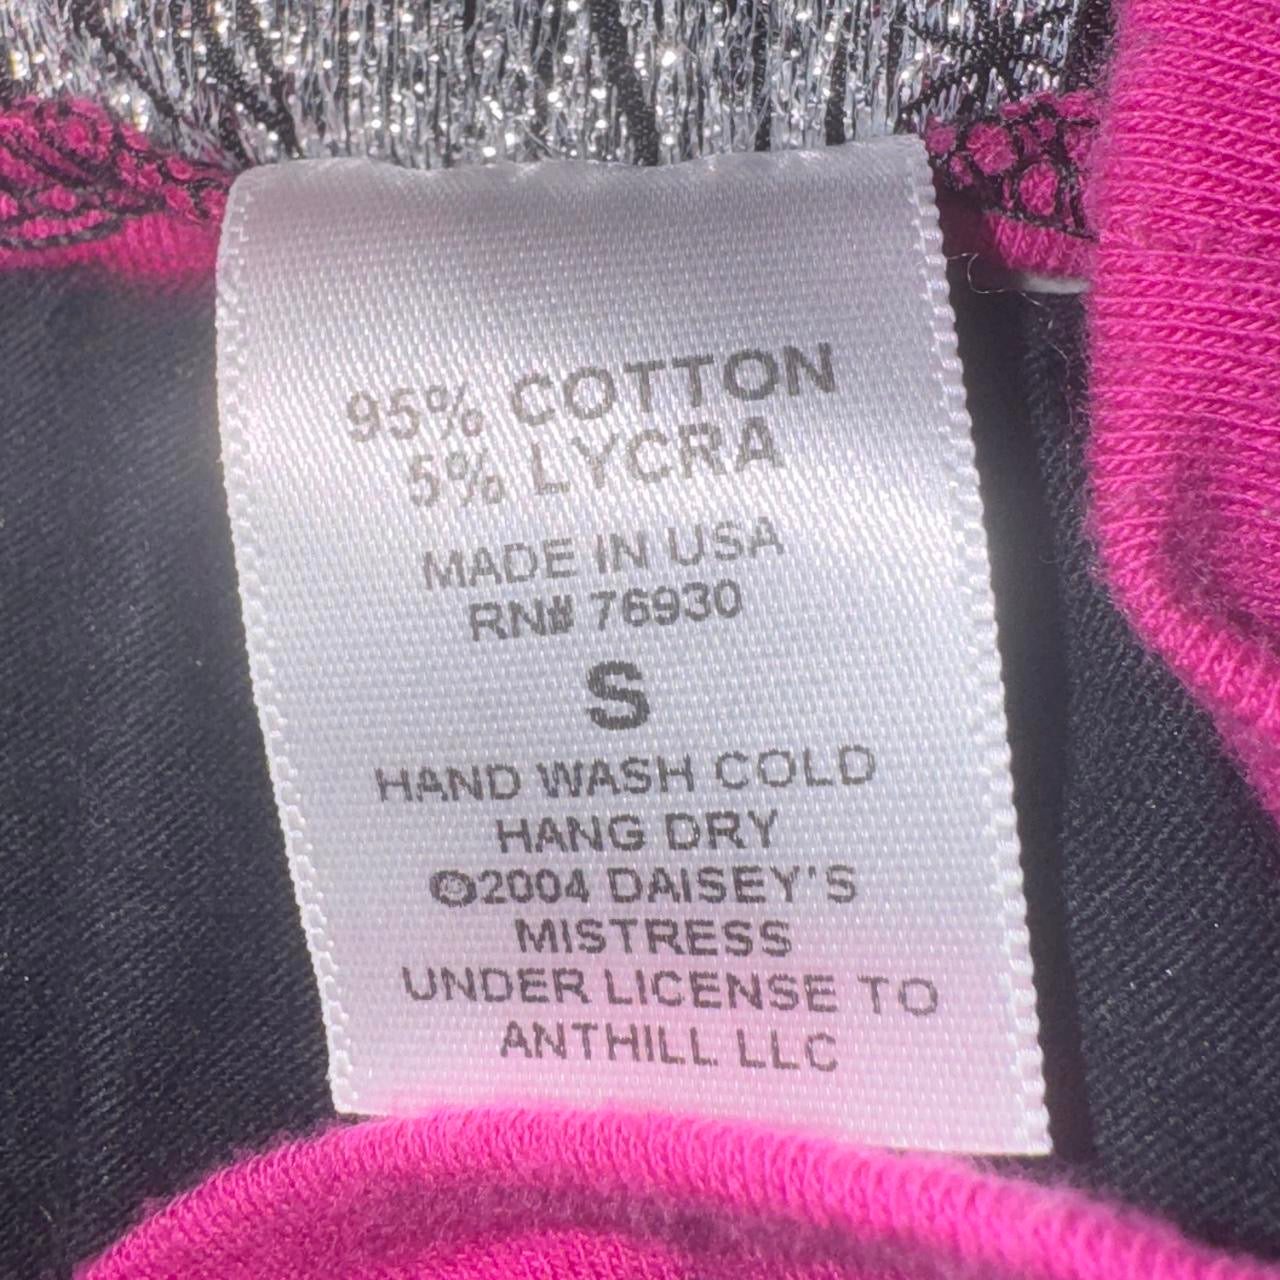 95% COTTON
5% LYCRA
MADE IN USA
RN# 76930
S
HAND WASH COLD
HANG DRY
©2004 DAISEY'S
MISTRESS
UNDER LICENSE TO
ANTHILL LLC